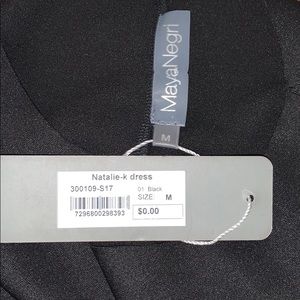 MayaNegri
M
Natalie-k dress
300109-S17
01 Black
SIZE: M
7296800298393
$0.00